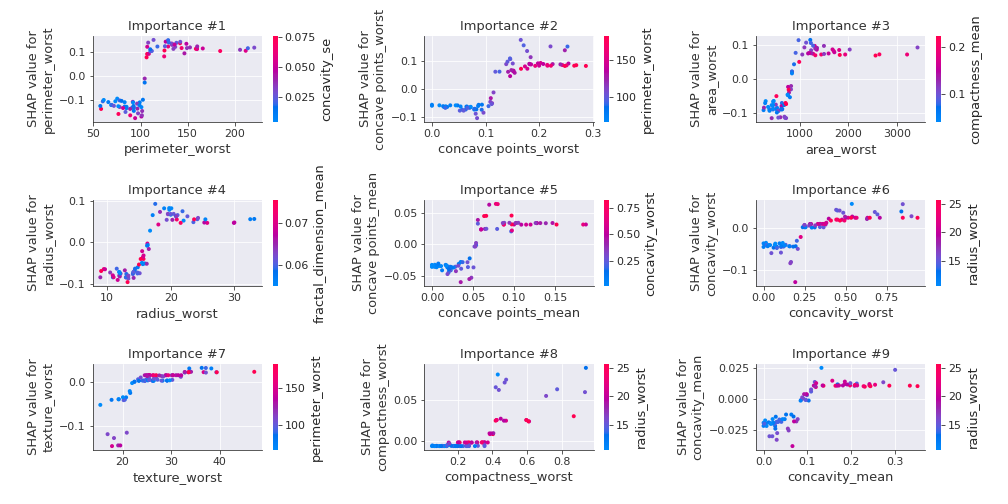 Importance #1
SHAP value for
perimeter_worst
0.1
0.0
−0.1
50
100
150
200
perimeter_worst
0.075
0.050
0.025
concavity_se
Importance #2
SHAP value for
concave points_worst
0.1
0.0
−0.1
0.0
0.1
0.2
0.3
concave points_worst
150
100
perimeter_worst
Importance #3
SHAP value for
area_worst
0.1
0.0
−0.1
1000
2000
3000
area_worst
0.2
0.1
compactness_mean
Importance #4
SHAP value for
radius_worst
0.1
0.0
−0.1
10
20
30
radius_worst
0.07
0.06
fractal_dimension_mean
Importance #5
SHAP value for
concave points_mean
0.05
0.00
−0.05
0.00
0.05
0.10
0.15
concave points_mean
0.75
0.50
0.25
concavity_worst
Importance #6
SHAP value for
concavity_worst
0.0
−0.1
0.00
0.25
0.50
0.75
concavity_worst
25
20
15
radius_worst
Importance #7
SHAP value for
texture_worst
0.0
−0.1
20
30
40
texture_worst
150
100
perimeter_worst
Importance #8
SHAP value for
compactness_worst
0.05
0.00
0.2
0.4
0.6
0.8
compactness_worst
25
20
15
radius_worst
Importance #9
SHAP value for
concavity_mean
0.025
0.000
−0.025
0.0
0.1
0.2
0.3
concavity_mean
25
20
15
radius_worst